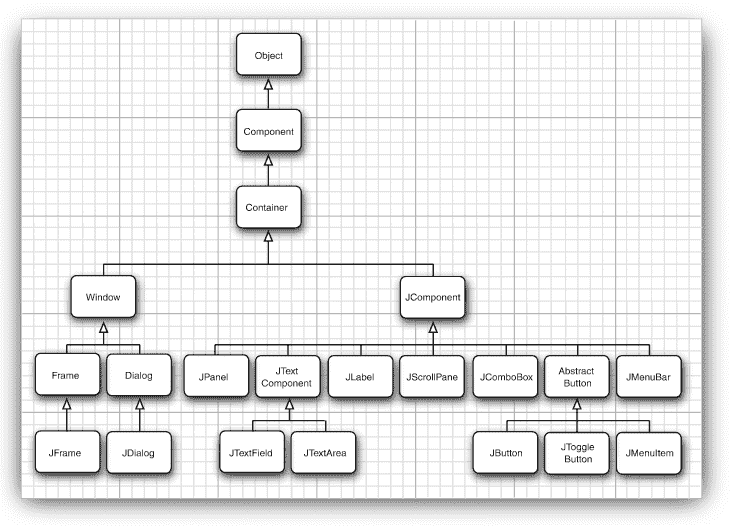 Object
Component
Container
Window
JComponent
Frame
Dialog
JPanel
JText
Component
JLabel
JScrollPane
JComboBox
Abstract
Button
JMenuBar
JFrame
JDialog
JTextField
JTextArea
JButton
JToggle
Button
JMenuItem